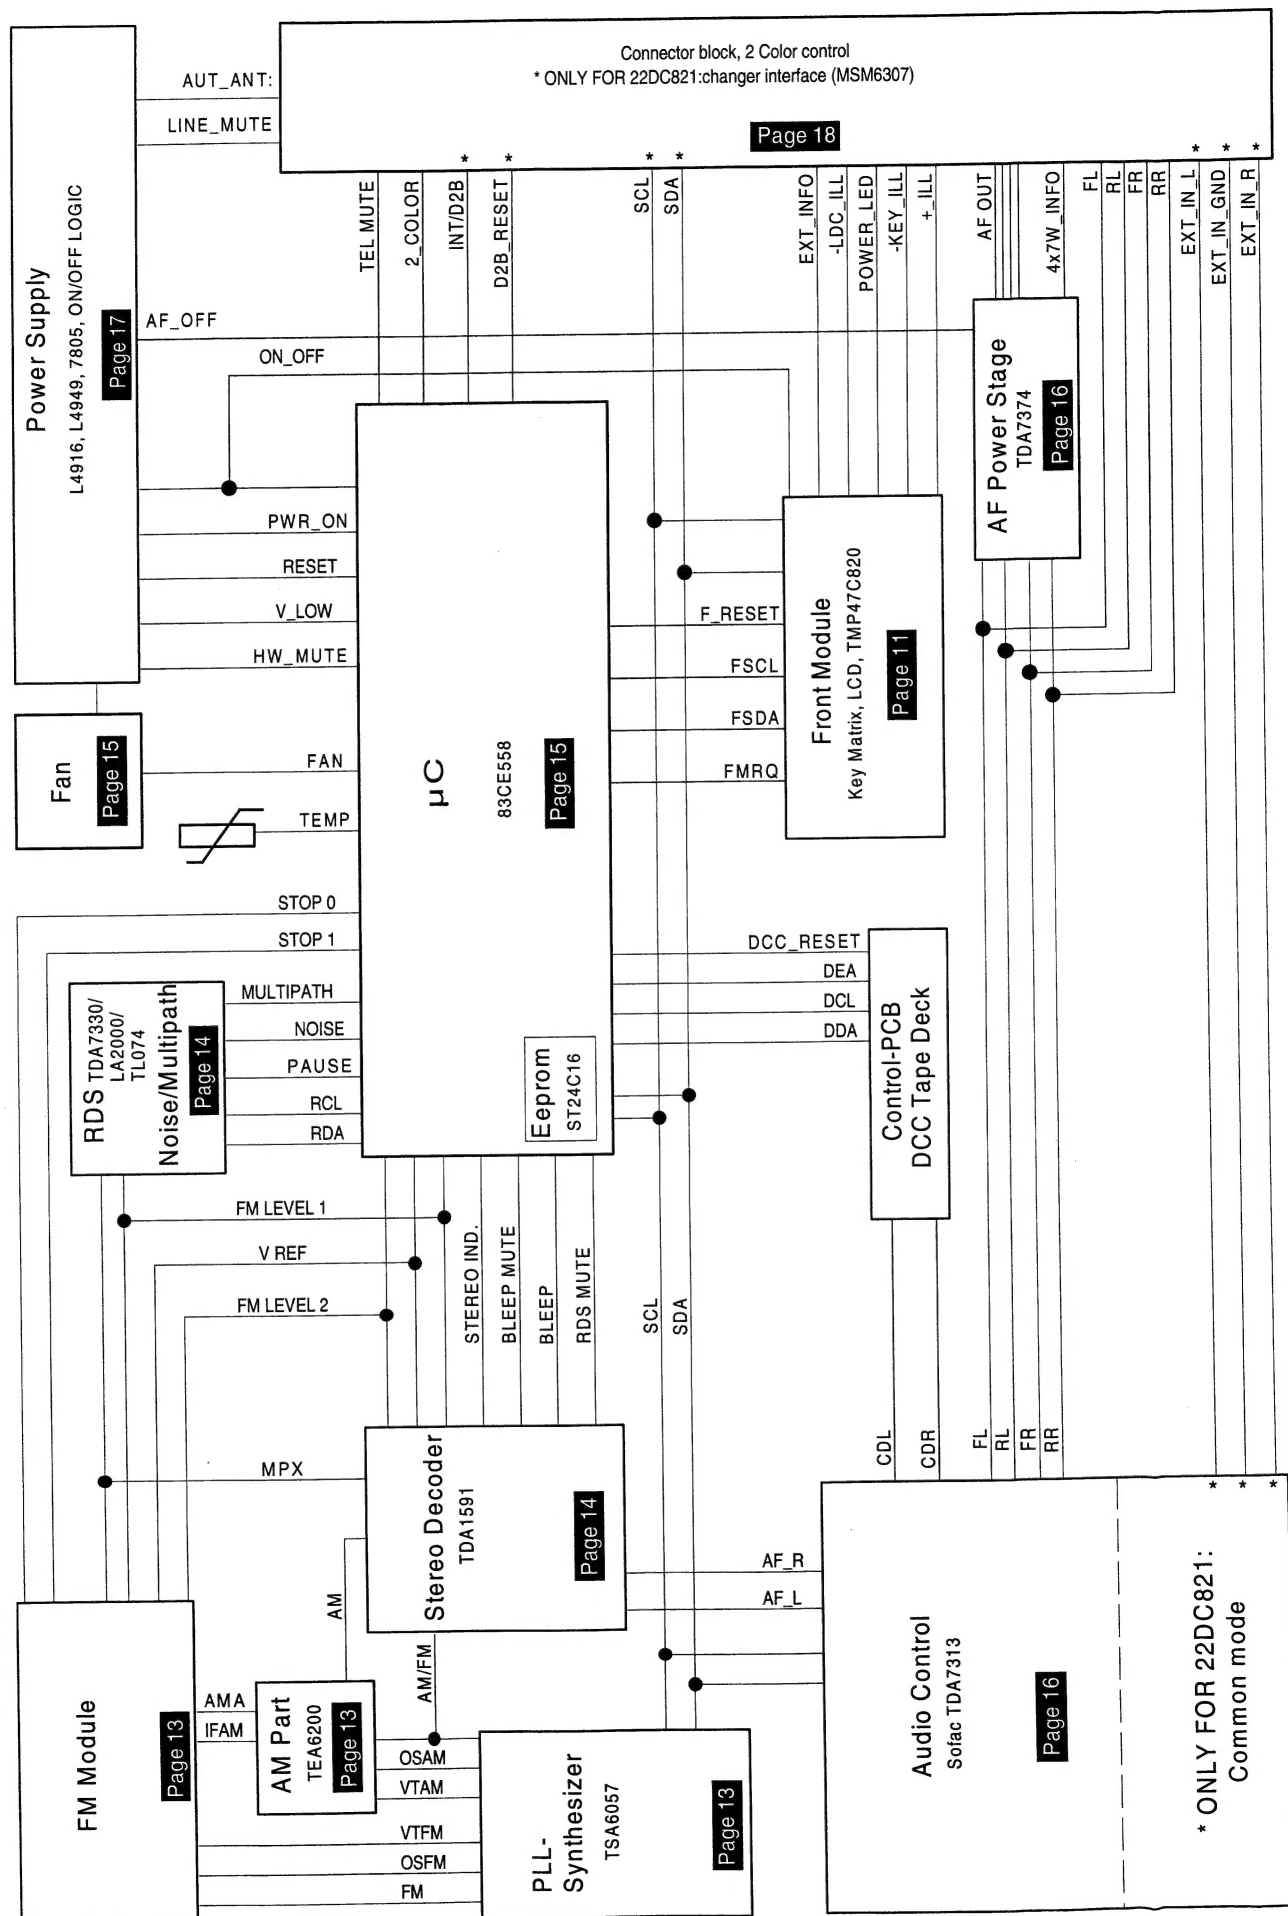 Connector block, 2 Color control
* ONLY FOR 22DC821:changer interface (MSM6307)
Page 18
AUT_ANT:
LINE_MUTE
Power Supply
L4916, L4949, 7805, ON/OFF LOGIC
Page 17
TEL MUTE
2_COLOR
*
INT/D2B
*
D2B_RESET
*
SCL
*
SDA
EXT_INFO
-LDC_ILL
POWER_LED
-KEY_ILL
+_ILL
AF OUT
4x7W_INFO
FL
RL
FR
RR
*
EXT_IN_L
*
EXT_IN_GND
*
EXT_IN_R
AF_OFF
ON_OFF
PWR_ON
RESET
V_LOW
HW_MUTE
AF Power Stage
TDA7374
Page 16
Fan
Page 15
FAN
TEMP
µC
83CE558
Page 15
F_RESET
FSCL
FSDA
FMRQ
Front Module
Key Matrix, LCD, TMP47C820
Page 11
STOP 0
STOP 1
RDS TDA7330/
LA2000/
TL074
Noise/Multipath
Page 14
MULTIPATH
NOISE
PAUSE
RCL
RDA
Eeprom
ST24C16
DCC_RESET
DEA
DCL
DDA
Control-PCB
DCC Tape Deck
FM LEVEL 1
V REF
FM LEVEL 2
STEREO IND.
BLEEP MUTE
BLEEP
RDS MUTE
SCL
SDA
CDL
CDR
FL
RL
FR
RR
MPX
Stereo Decoder
TDA1591
Page 14
AM
AM/FM
AF_R
AF_L
FM Module
Page 13
AMA
IFAM
AM Part
TEA6200
Page 13
OSAM
VTAM
VTFM
OSFM
FM
PLL-
Synthesizer
TSA6057
Page 13
Audio Control
Sofac TDA7313
Page 16
*
*
*
* ONLY FOR 22DC821:
Common mode